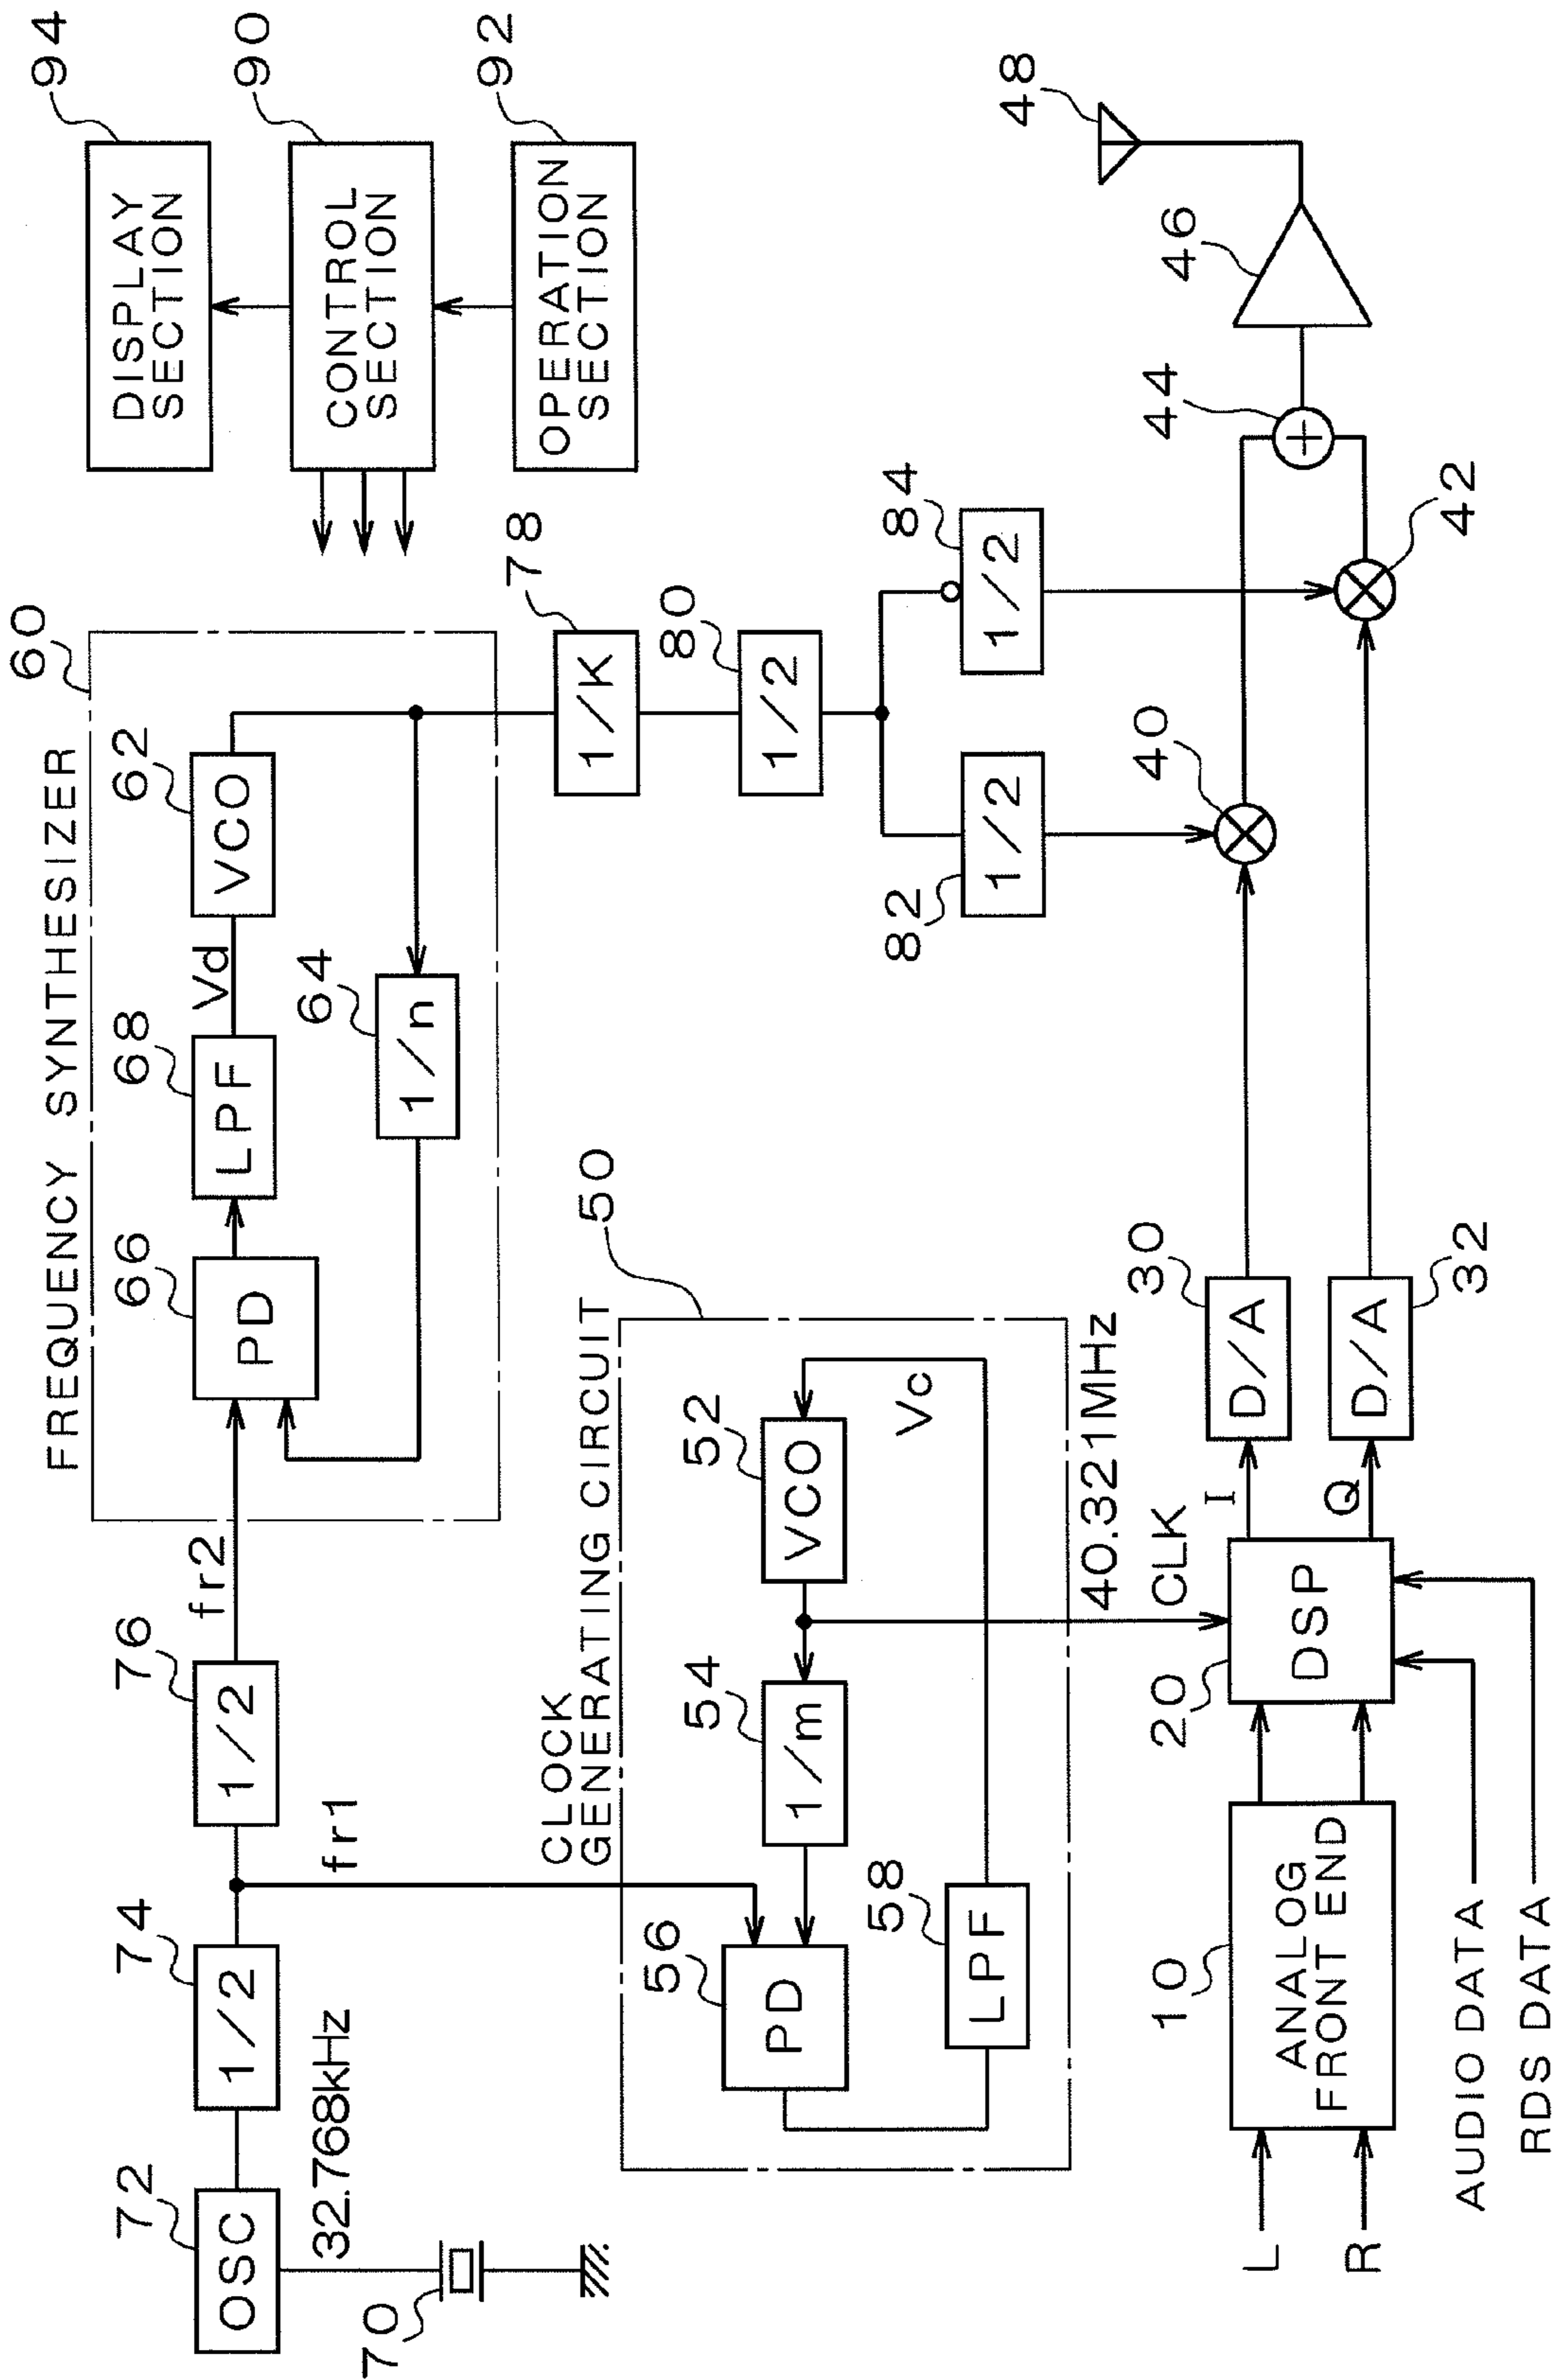 FREQUENCY SYNTHESIZER
60
72
OSC
32.768kHz
70
74
1/2
fr1
76
1/2
fr2
66
PD
68
LPF
Vd
62
VCO
64
1/n
94
DISPLAY
SECTION
90
CONTROL
SECTION
92
OPERATION
SECTION
CLOCK
GENERATING CIRCUIT
50
56
PD
54
1/m
52
VCO
Vc
58
LPF
40.321MHz
CLK
78
1/K
80
1/2
82
1/2
84
1/2
L
R
10
ANALOG
FRONT END
20
DSP
I
Q
30
D/A
32
D/A
40
42
44
46
48
AUDIO DATA
RDS DATA